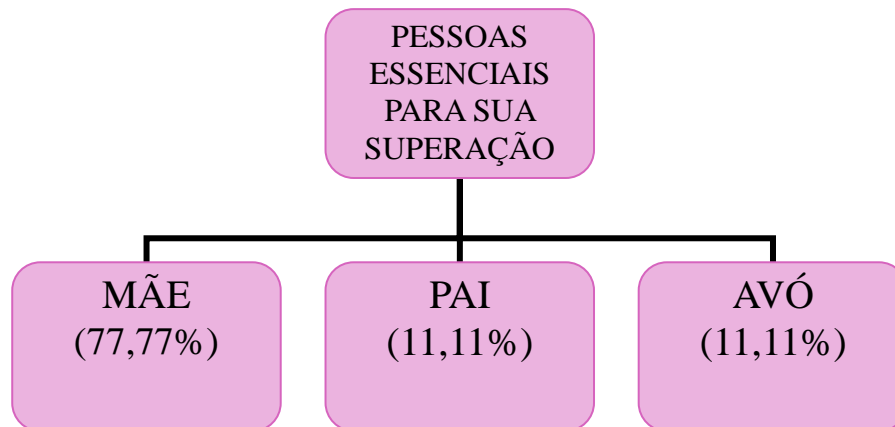 PESSOAS
ESSENCIAIS
PARA SUA
SUPERAÇÃO
MÃE
(77,77%)
PAI
(11,11%)
AVÓ
(11,11%)